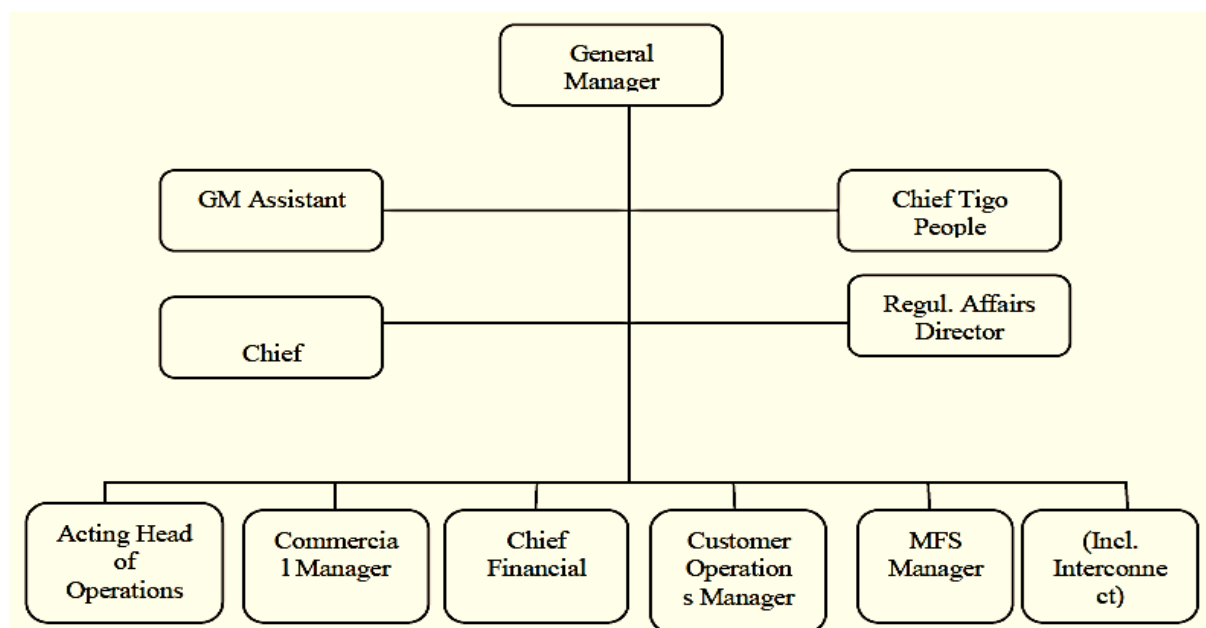 General
Manager
GM Assistant
Chief Tigo
People
Chief
Regul. Affairs
Director
Acting Head
of
Operations
Commercia
l Manager
Chief
Financial
Customer
Operation
s Manager
MFS
Manager
(Incl.
Interconne
ct)